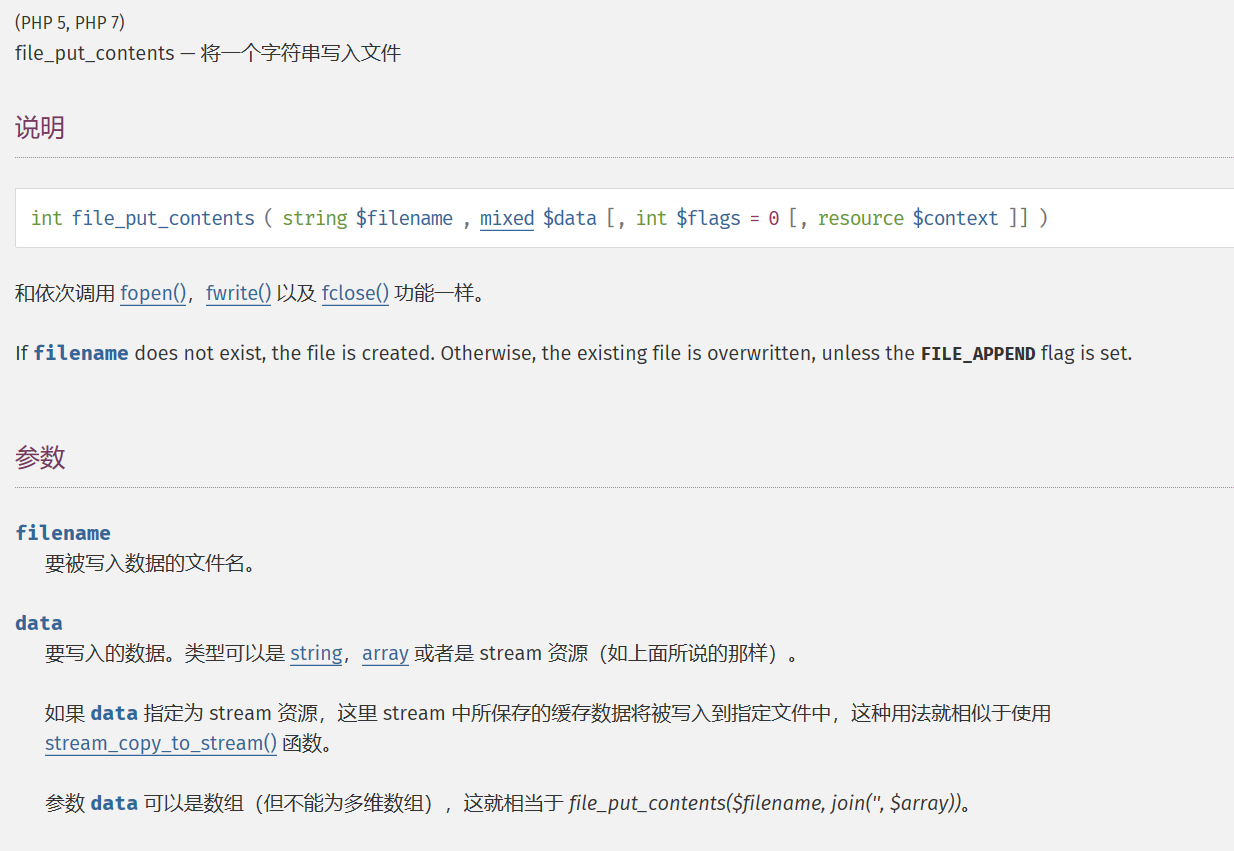 (PHP 5, PHP 7)
file_put_contents — 将一个字符串写入文件
说明
int file_put_contents ( string $filename , mixed $data [, int $flags = 0 [, resource $context ]] )
和依次调用 fopen()，fwrite() 以及 fclose() 功能一样。
If filename does not exist, the file is created. Otherwise, the existing file is overwritten, unless the FILE_APPEND flag is set.
参数
filename
要被写入数据的文件名。
data
要写入的数据。类型可以是 string，array 或者是 stream 资源（如上面所说的那样）。
如果 data 指定为 stream 资源，这里 stream 中所保存的缓存数据将被写入到指定文件中，这种用法就相似于使用
stream_copy_to_stream() 函数。
参数 data 可以是数组（但不能为多维数组），这就相当于 file_put_contents($filename, join('', $array))。